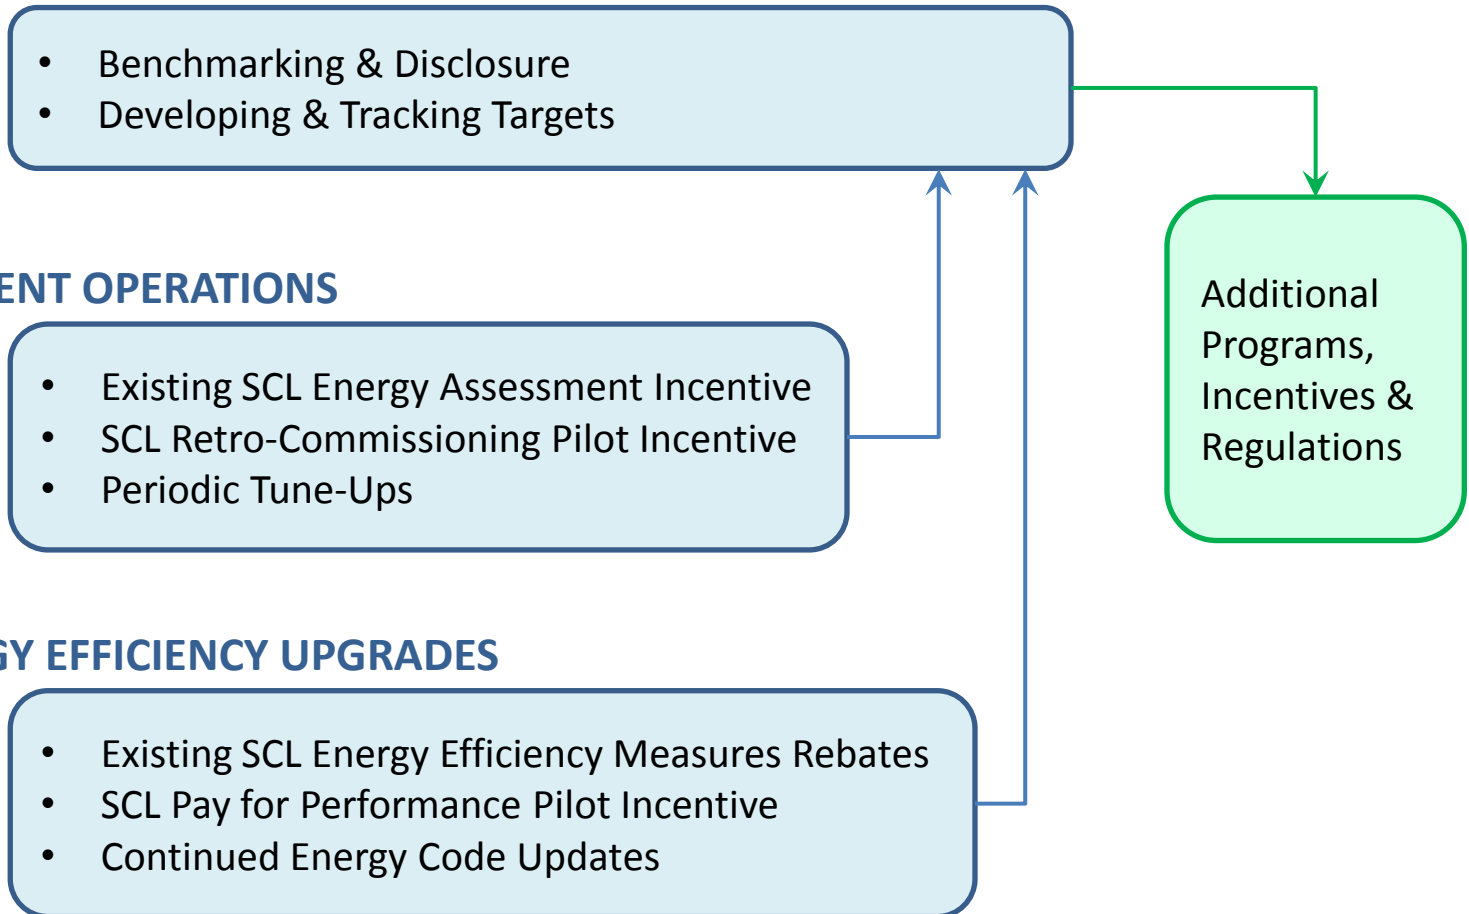 • Benchmarking & Disclosure
• Developing & Tracking Targets
ENT OPERATIONS
• Existing SCL Energy Assessment Incentive
• SCL Retro-Commissioning Pilot Incentive
• Periodic Tune-Ups
Additional
Programs,
Incentives &
Regulations
GY EFFICIENCY UPGRADES
• Existing SCL Energy Efficiency Measures Rebates
• SCL Pay for Performance Pilot Incentive
• Continued Energy Code Updates